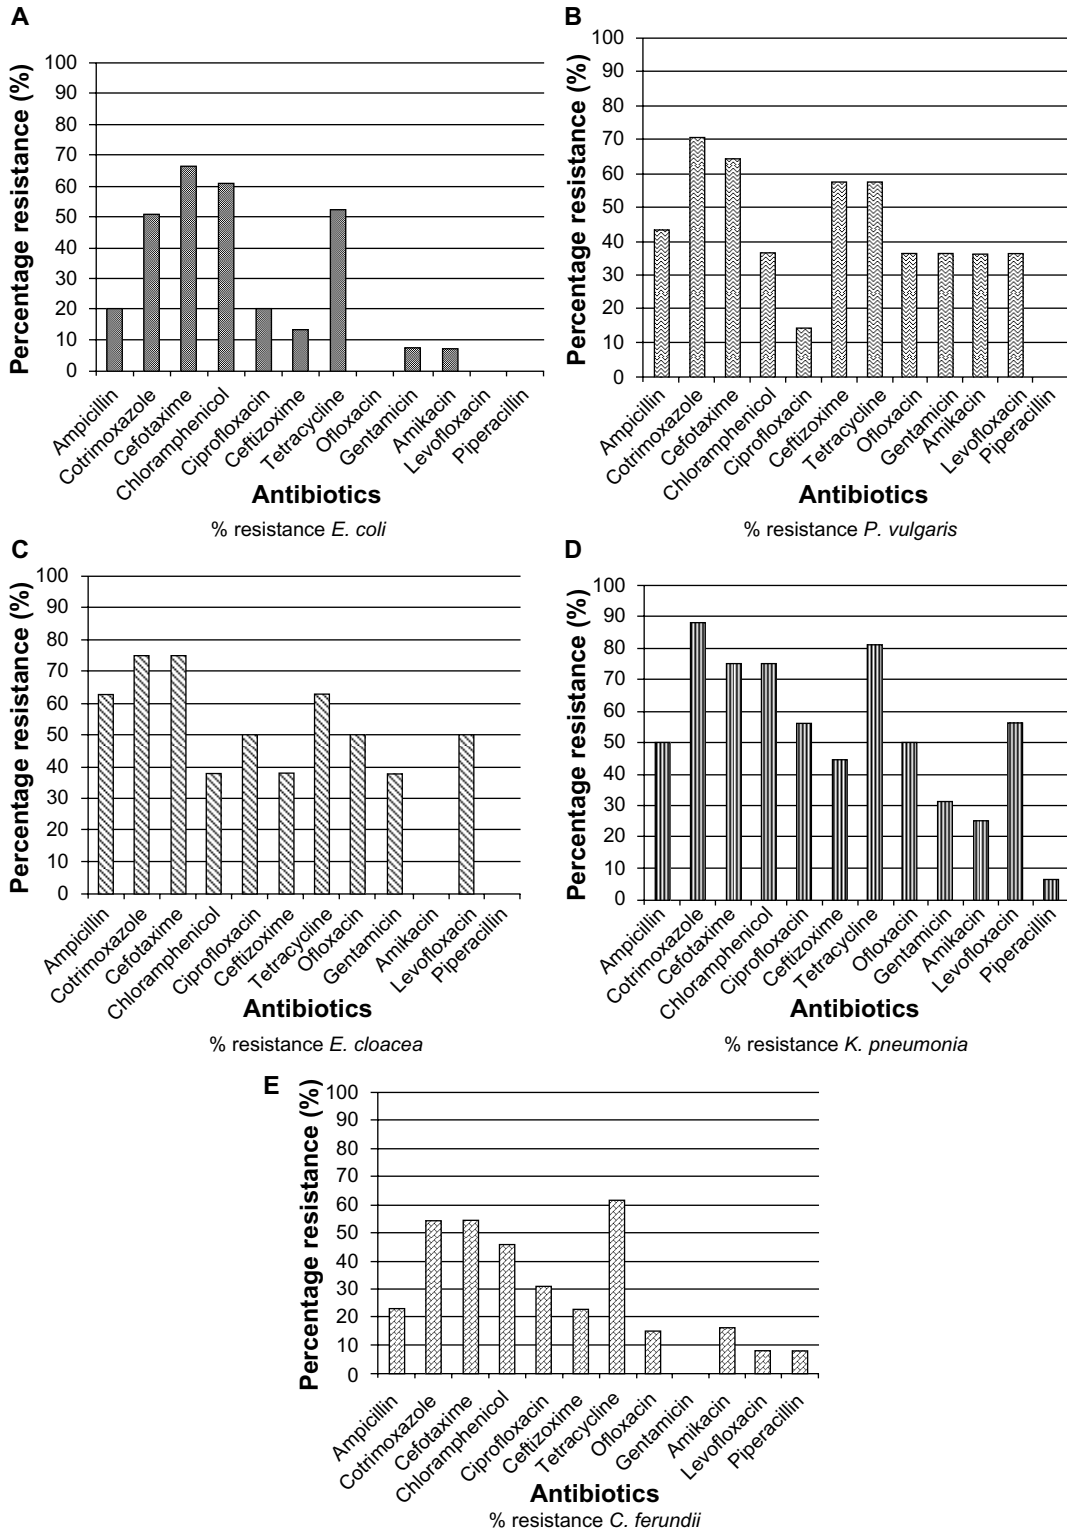 A
Percentage resistance (%)
100
90
80
70
60
50
40
30
20
10
0
Ampicillin
Cotrimoxazole
Cefotaxime
Chloramphenicol
Ciprofloxacin
Ceftizoxime
Tetracycline
Ofloxacin
Gentamicin
Amikacin
Levofloxacin
Piperacillin
Antibiotics
% resistance E. coli
B
Percentage resistance (%)
100
90
80
70
60
50
40
30
20
10
0
Ampicillin
Cotrimoxazole
Cefotaxime
Chloramphenicol
Ciprofloxacin
Ceftizoxime
Tetracycline
Ofloxacin
Gentamicin
Amikacin
Levofloxacin
Piperacillin
Antibiotics
% resistance P. vulgaris
C
Percentage resistance (%)
100
90
80
70
60
50
40
30
20
10
0
Ampicillin
Cotrimoxazole
Cefotaxime
Chloramphenicol
Ciprofloxacin
Ceftizoxime
Tetracycline
Ofloxacin
Gentamicin
Amikacin
Levofloxacin
Piperacillin
Antibiotics
% resistance E. cloacea
D
Percentage resistance (%)
100
90
80
70
60
50
40
30
20
10
0
Ampicillin
Cotrimoxazole
Cefotaxime
Chloramphenicol
Ciprofloxacin
Ceftizoxime
Tetracycline
Ofloxacin
Gentamicin
Amikacin
Levofloxacin
Piperacillin
Antibiotics
% resistance K. pneumonia
E
Percentage resistance (%)
100
90
80
70
60
50
40
30
20
10
0
Ampicillin
Cotrimoxazole
Cefotaxime
Chloramphenicol
Ciprofloxacin
Ceftizoxime
Tetracycline
Ofloxacin
Gentamicin
Amikacin
Levofloxacin
Piperacillin
Antibiotics
% resistance C. ferundii